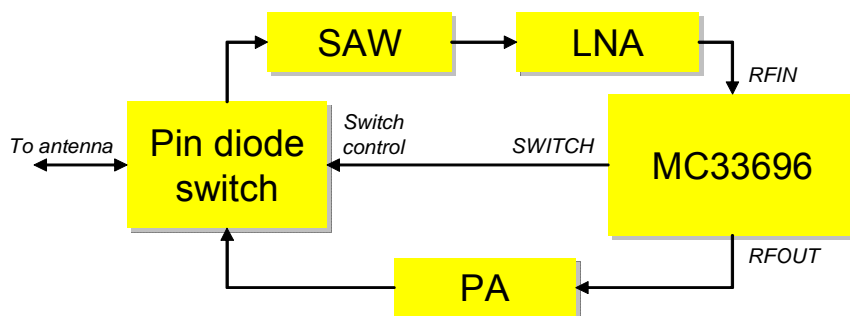 SAW
LNA
RFIN
To antenna
Pin diode
switch
Switch
control
SWITCH
MC33696
RFOUT
PA